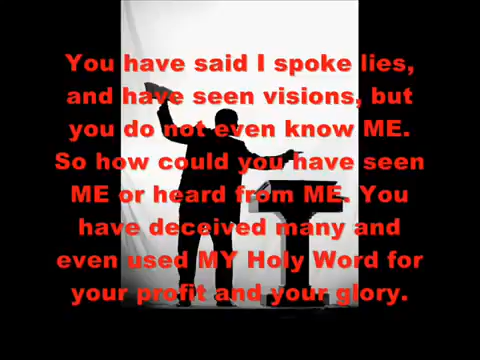 You have said I spoke lies,
and have seen visions, but
you do not even know ME.
So how could you have seen
ME or heard from ME. You
have deceived many and
even used MY Holy Word for
your profit and your glory.